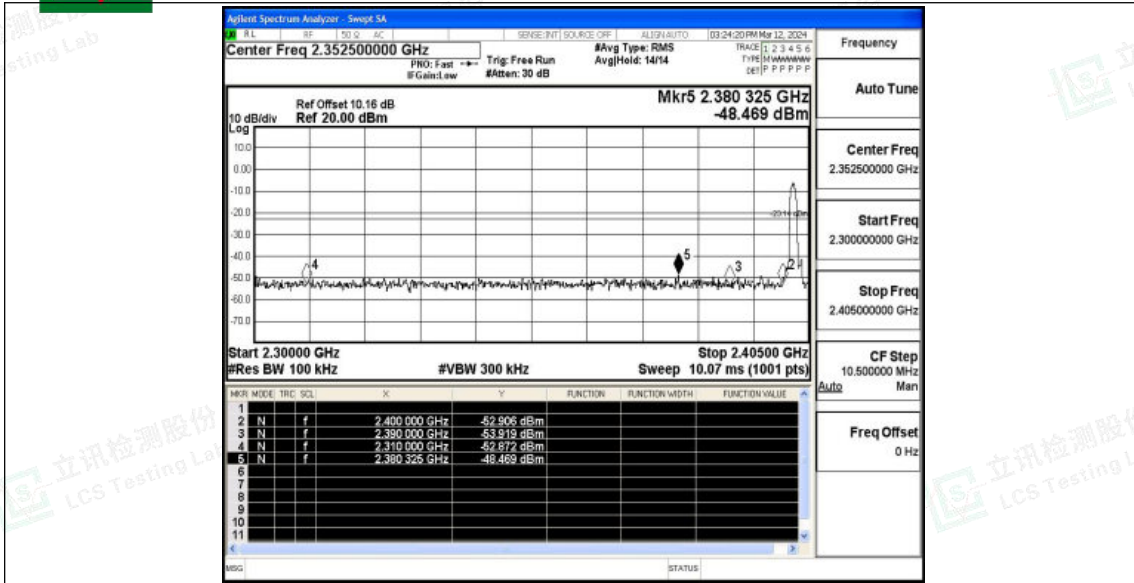 Agilent Spectrum Analyzer - Swept SA
RL RF 50 Ω AC SENSE:INT SOURCE OFF ALIGN AUTO 03:24:20 PM Mar 12, 2024
Center Freq 2.352500000 GHz
PNO: Fast
IFGain:Low
Trig: Free Run
#Atten: 30 dB
#Avg Type: RMS
Avg|Hold: 14/14
TRACE 1 2 3 4 5 6
TYPE M WWWWW
DET P P P P P P
Ref Offset 10.16 dB
10 dB/div Ref 20.00 dBm
Log
Mkr5 2.380 325 GHz
-48.469 dBm
10.0
0.00
-10.0
-20.0
-30.0
-40.0
-50.0
-60.0
-70.0
4
5
3
2
Start 2.30000 GHz Stop 2.40500 GHz
#Res BW 100 kHz #VBW 300 kHz Sweep 10.07 ms (1001 pts)
MKR MODE TRC SCL X Y FUNCTION FUNCTION WIDTH FUNCTION VALUE
1
2 N f 2.400 000 GHz -52.906 dBm
3 N f 2.390 000 GHz -53.919 dBm
4 N f 2.310 000 GHz -52.872 dBm
5 N f 2.380 325 GHz -48.469 dBm
6
7
8
9
10
11
MSG STATUS
Frequency
Auto Tune
Center Freq
2.352500000 GHz
Start Freq
2.300000000 GHz
Stop Freq
2.405000000 GHz
CF Step
10.500000 MHz
Auto Man
Freq Offset
0 Hz
立讯检测股份
LCS Testing Lab
立讯检测股份
LCS Testing L